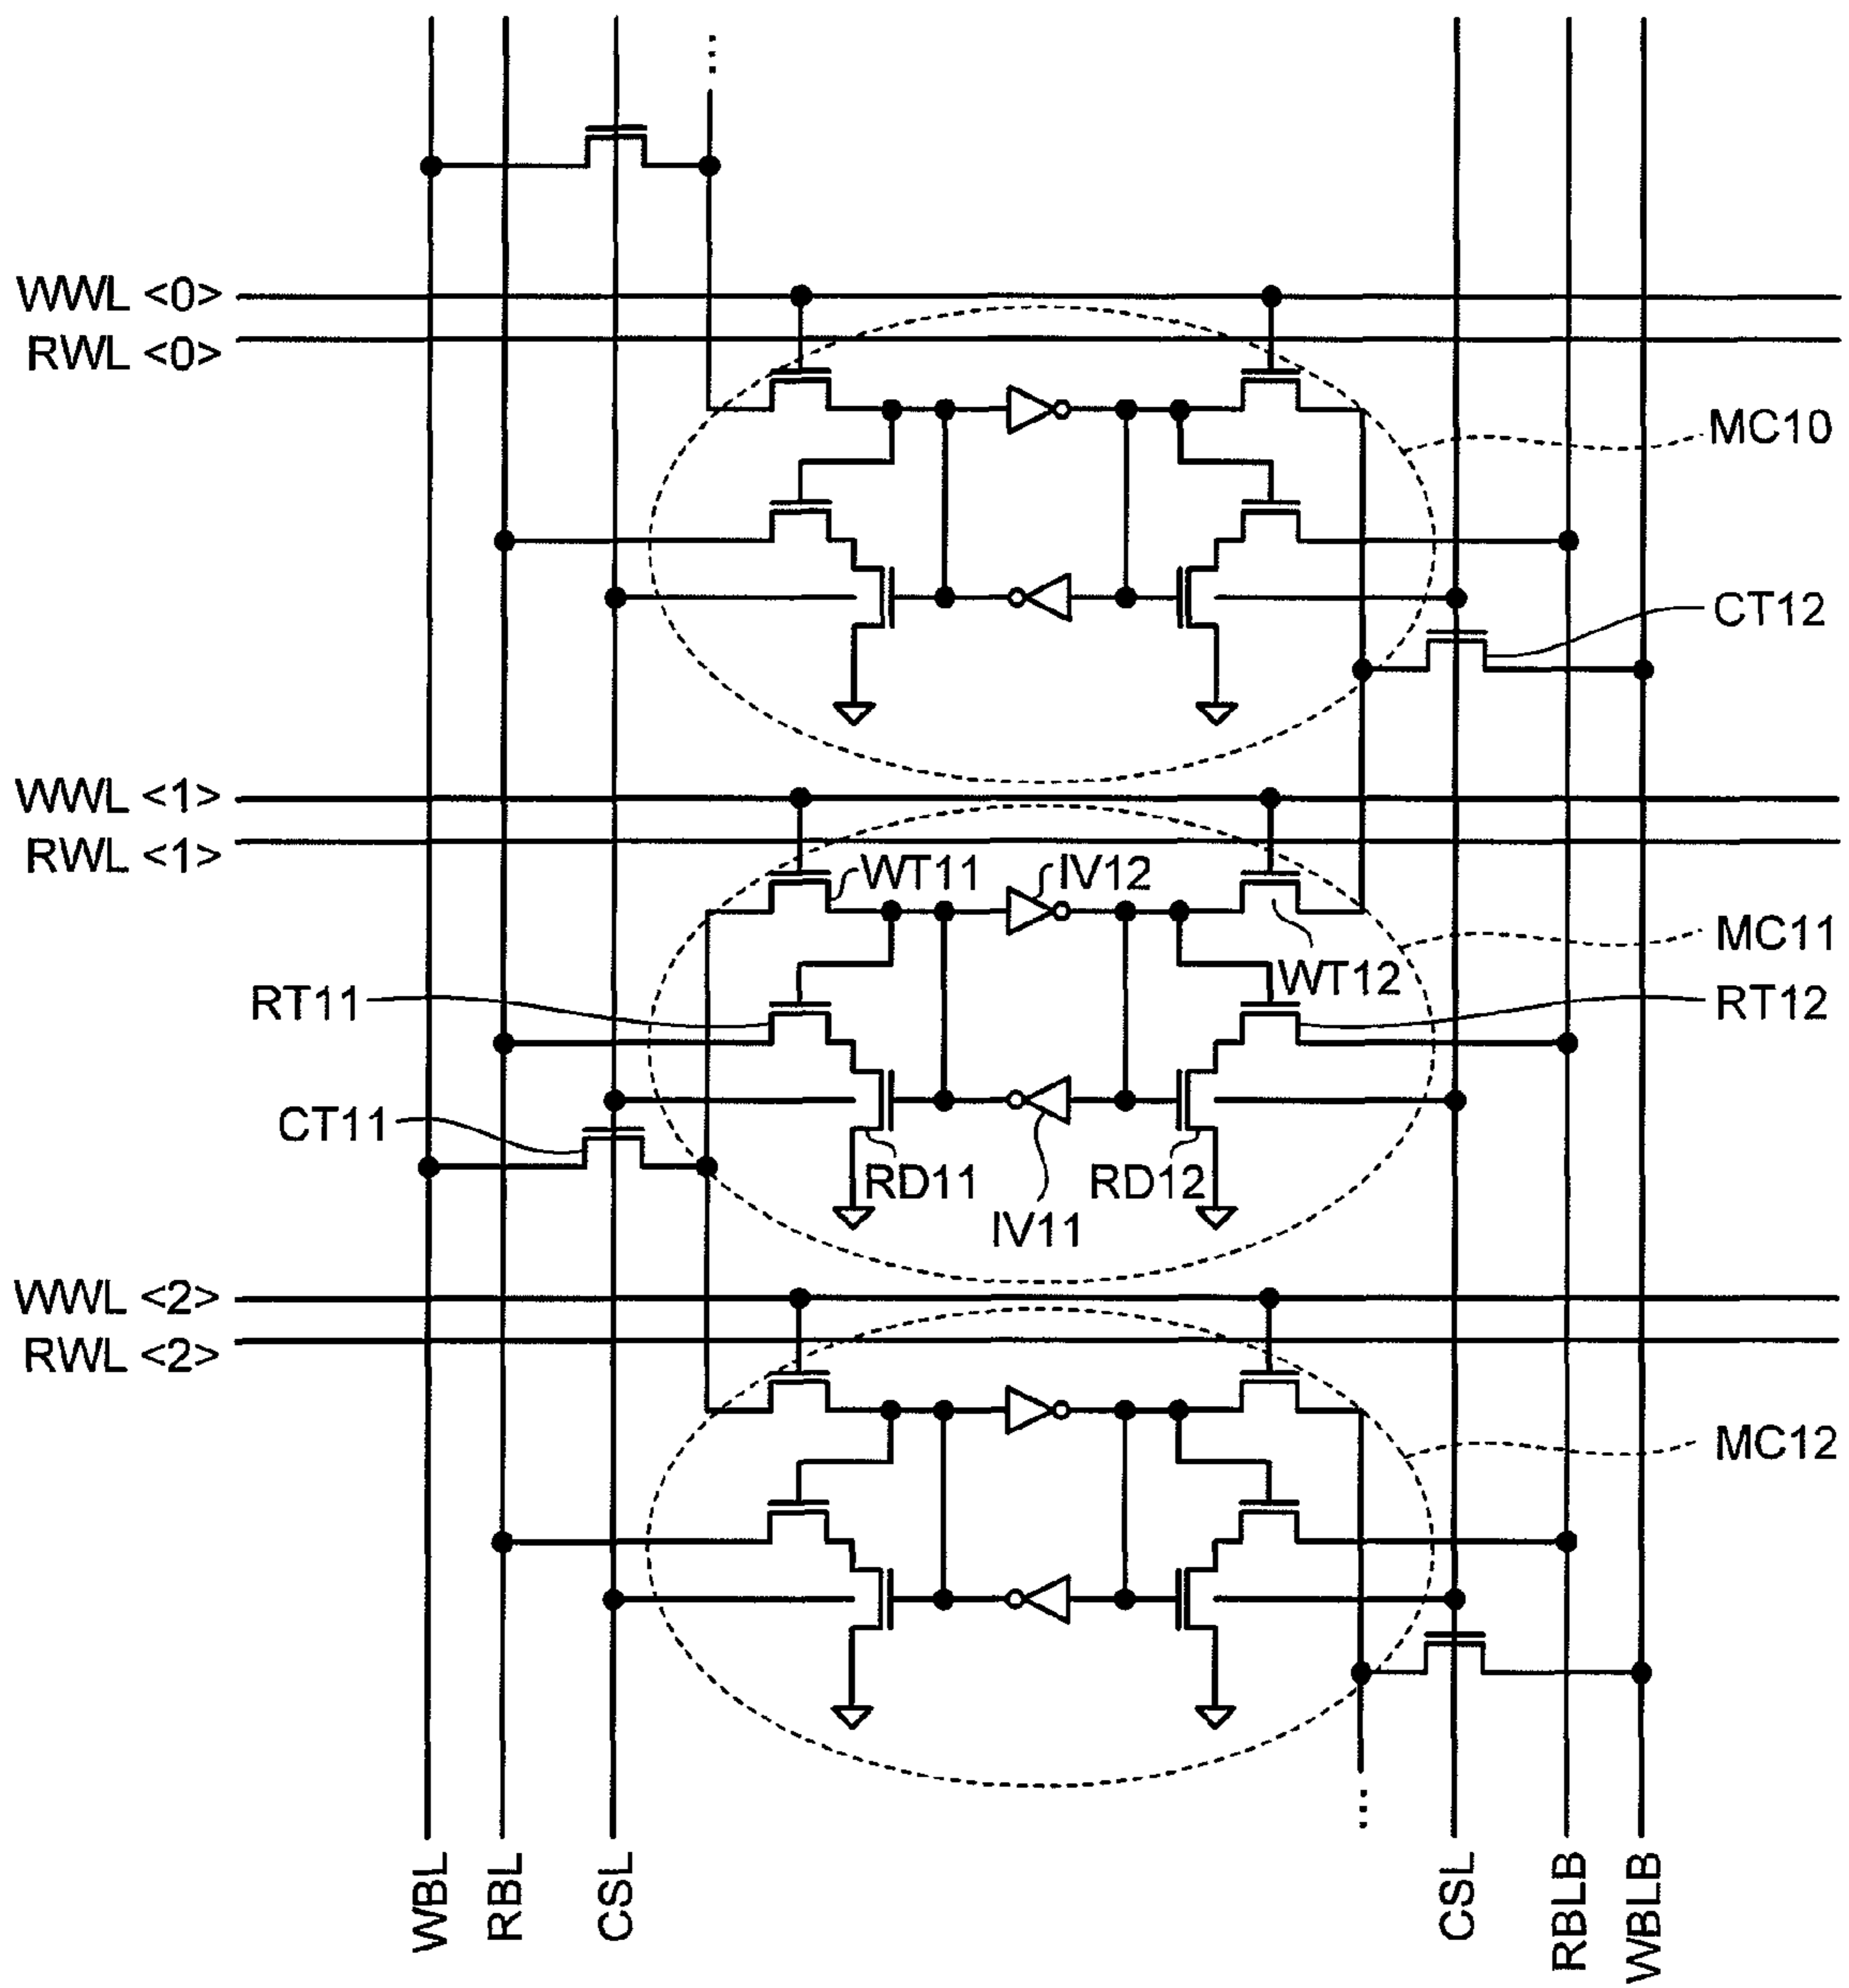 WWL <0>
RWL <0>
MC10
CT12
WWL <1>
RWL <1>
WT11
IV12
MC11
WT12
RT11
RT12
CT11
RD11
RD12
IV11
WWL <2>
RWL <2>
MC12
WBL
RBL
CSL
CSL
RBLB
WBLB